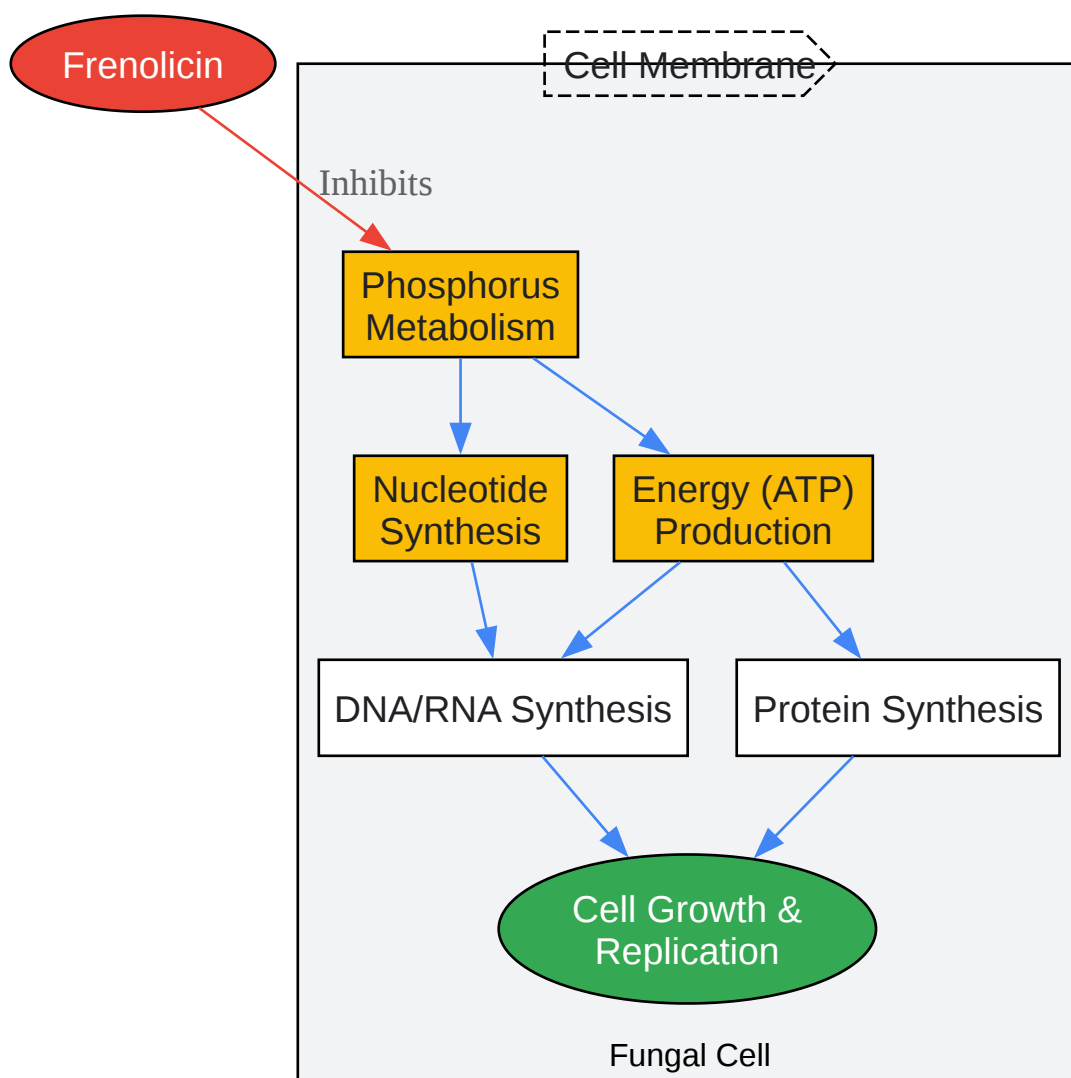 Frenolicin
Cell Membrane
Inhibits
Phosphorus
Metabolism
Nucleotide
Synthesis
Energy (ATP)
Production
DNA/RNA Synthesis
Protein Synthesis
Cell Growth &
Replication
Fungal Cell